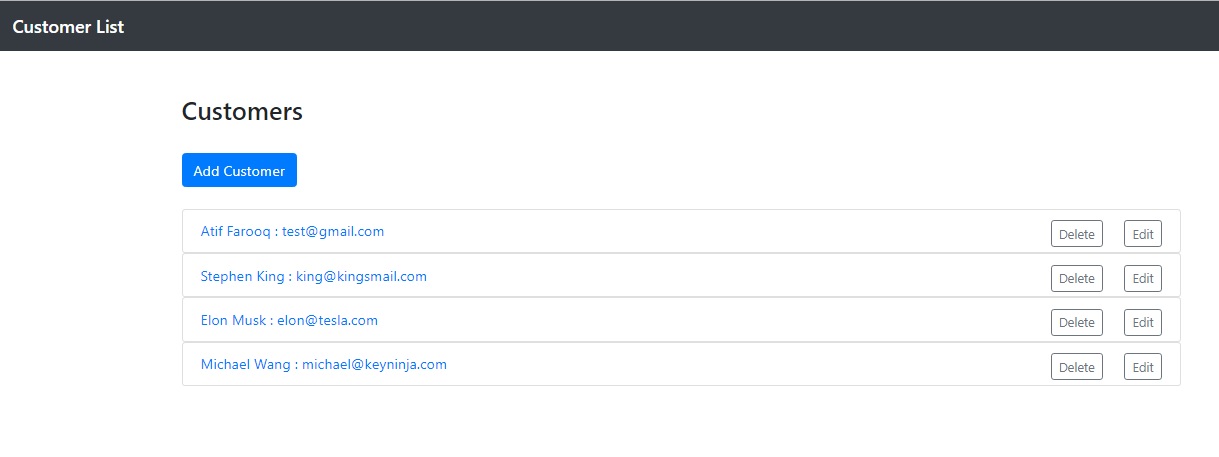 Customer List
Customers
Add Customer
Atif Farooq : test@gmail.com Delete Edit
Stephen King : king@kingsmail.com Delete Edit
Elon Musk : elon@tesla.com Delete Edit
Michael Wang : michael@keyninja.com Delete Edit